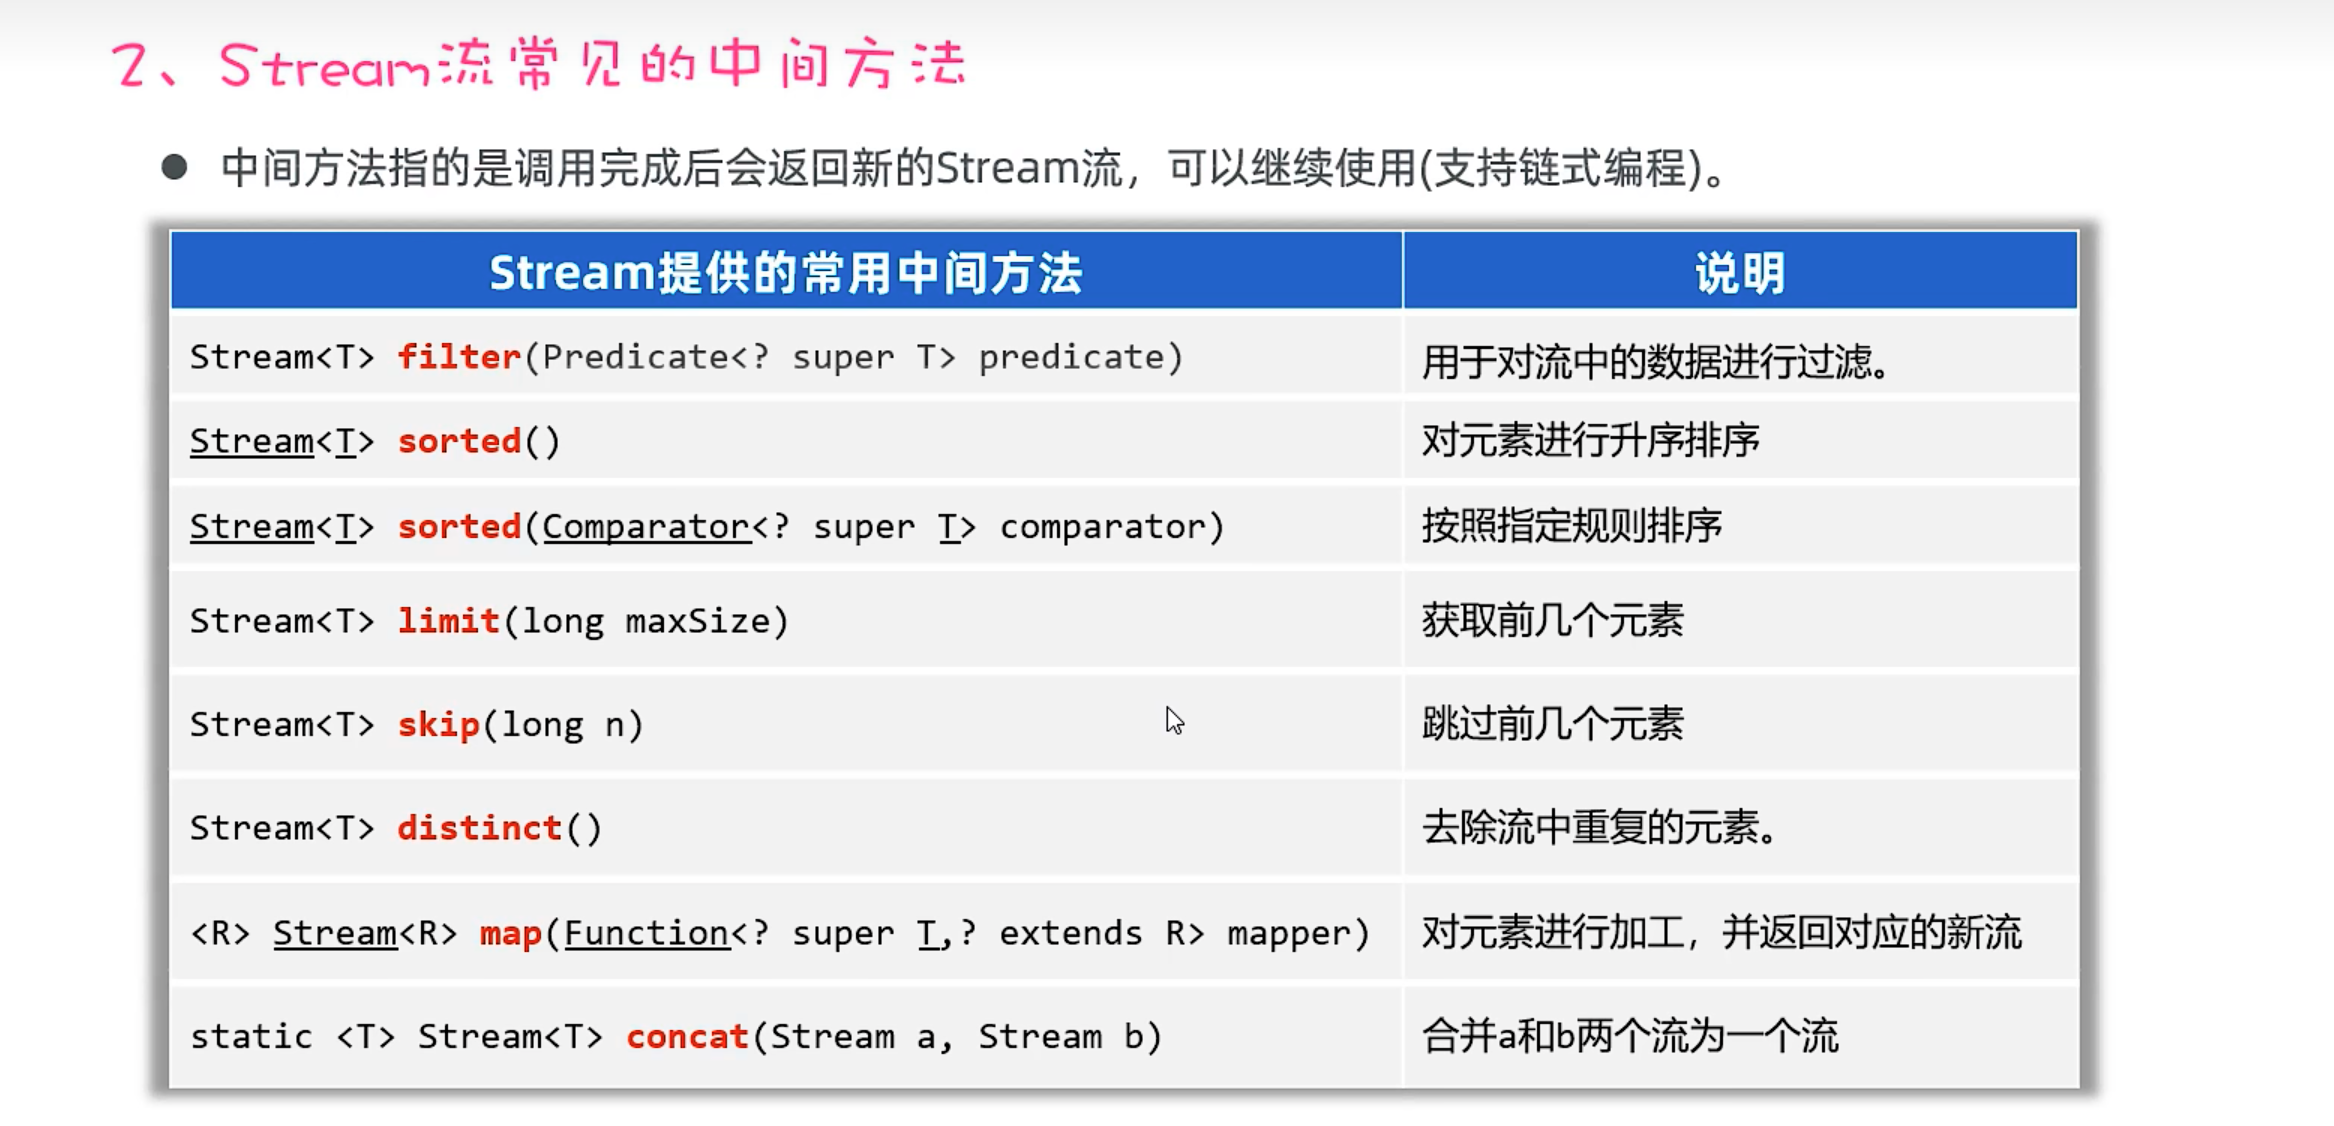 2、Stream流常见的中间方法
● 中间方法指的是调用完成后会返回新的Stream流，可以继续使用(支持链式编程)。
Stream提供的常用中间方法 说明
Stream<T> filter(Predicate<? super T> predicate) 用于对流中的数据进行过滤。
Stream<T> sorted() 对元素进行升序排序
Stream<T> sorted(Comparator<? super T> comparator) 按照指定规则排序
Stream<T> limit(long maxSize) 获取前几个元素
Stream<T> skip(long n) 跳过前几个元素
Stream<T> distinct() 去除流中重复的元素。
<R> Stream<R> map(Function<? super T,? extends R> mapper) 对元素进行加工，并返回对应的新流
static <T> Stream<T> concat(Stream a, Stream b) 合并a和b两个流为一个流